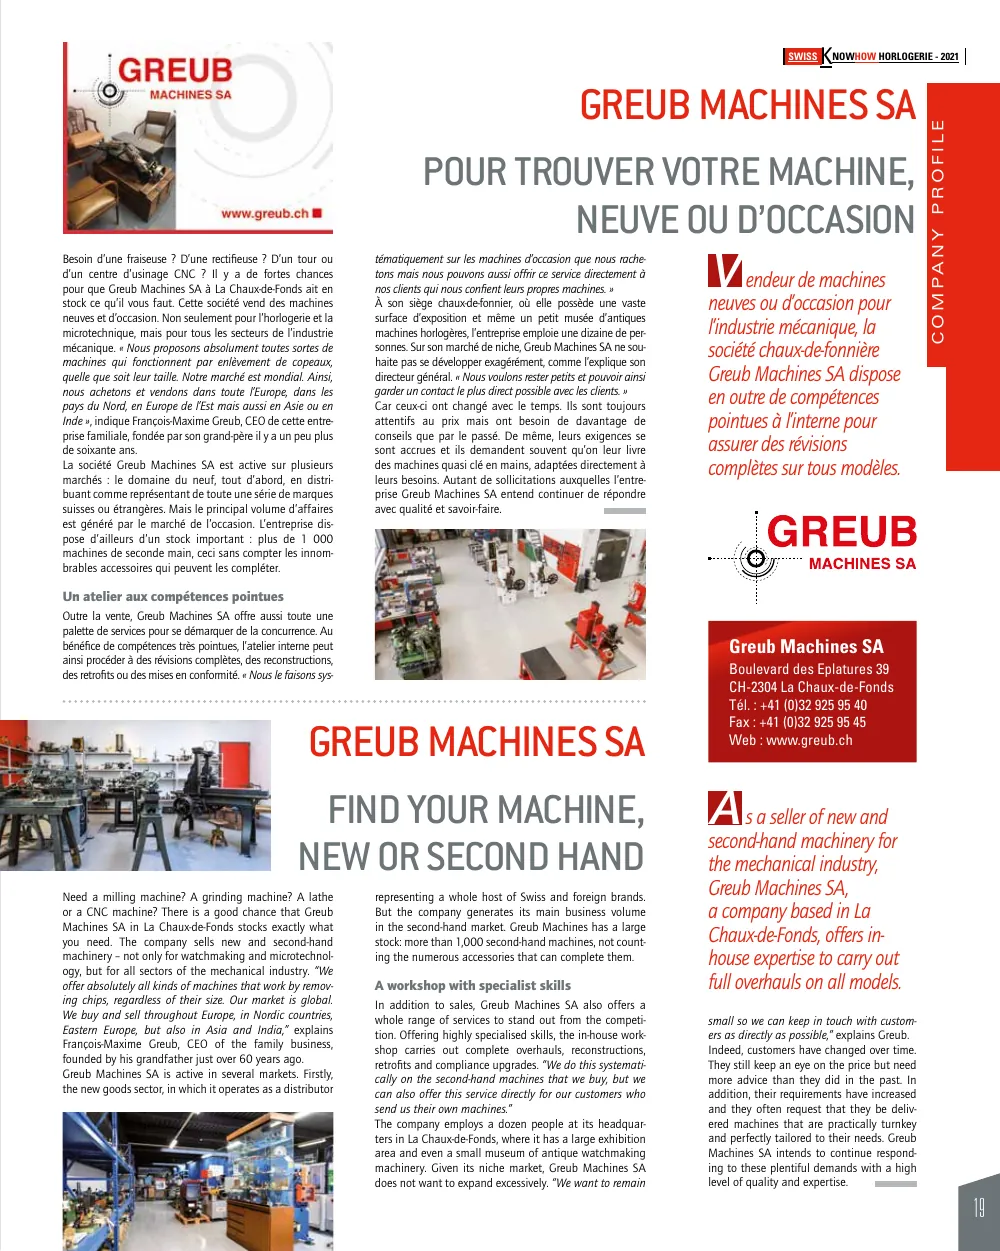 SWISS KNOWHOW HORLOGERIE - 2021
COMPANY PROFILE
GREUB
MACHINES SA
www.greub.ch
GREUB MACHINES SA
POUR TROUVER VOTRE MACHINE,
NEUVE OU D’OCCASION
Besoin d’une fraiseuse ? D’une rectifieuse ? D’un tour ou
d’un centre d’usinage CNC ? Il y a de fortes chances
pour que Greub Machines SA à La Chaux-de-Fonds ait en
stock ce qu’il vous faut. Cette société vend des machines
neuves et d’occasion. Non seulement pour l’horlogerie et la
microtechnique, mais pour tous les secteurs de l’industrie
mécanique. « Nous proposons absolument toutes sortes de
machines qui fonctionnent par enlèvement de copeaux,
quelle que soit leur taille. Notre marché est mondial. Ainsi,
nous achetons et vendons dans toute l’Europe, dans les
pays du Nord, en Europe de l’Est mais aussi en Asie ou en
Inde », indique François-Maxime Greub, CEO de cette entre-
prise familiale, fondée par son grand-père il y a un peu plus
de soixante ans.
La société Greub Machines SA est active sur plusieurs
marchés : le domaine du neuf, tout d’abord, en distri-
buant comme représentant de toute une série de marques
suisses ou étrangères. Mais le principal volume d’affaires
est généré par le marché de l’occasion. L’entreprise dis-
pose d’ailleurs d’un stock important : plus de 1 000
machines de seconde main, ceci sans compter les innom-
brables accessoires qui peuvent les compléter.
Un atelier aux compétences pointues
Outre la vente, Greub Machines SA offre aussi toute une
palette de services pour se démarquer de la concurrence. Au
bénéfice de compétences très pointues, l’atelier interne peut
ainsi procéder à des révisions complètes, des reconstructions,
des retrofits ou des mises en conformité. « Nous le faisons sys-
tématiquement sur les machines d’occasion que nous rache-
tons mais nous pouvons aussi offrir ce service directement à
nos clients qui nous confient leurs propres machines. »
À son siège chaux-de-fonnier, où elle possède une vaste
surface d’exposition et même un petit musée d’antiques
machines horlogères, l’entreprise emploie une dizaine de per-
sonnes. Sur son marché de niche, Greub Machines SA ne sou-
haite pas se développer exagérément, comme l’explique son
directeur général. « Nous voulons rester petits et pouvoir ainsi
garder un contact le plus direct possible avec les clients. »
Car ceux-ci ont changé avec le temps. Ils sont toujours
attentifs au prix mais ont besoin de davantage de
conseils que par le passé. De même, leurs exigences se
sont accrues et ils demandent souvent qu’on leur livre
des machines quasi clé en mains, adaptées directement à
leurs besoins. Autant de sollicitations auxquelles l’entre-
prise Greub Machines SA entend continuer de répondre
avec qualité et savoir-faire.
Vendeur de machines
neuves ou d’occasion pour
l’industrie mécanique, la
société chaux-de-fonnière
Greub Machines SA dispose
en outre de compétences
pointues à l’interne pour
assurer des révisions
complètes sur tous modèles.
GREUB
MACHINES SA
Greub Machines SA
Boulevard des Eplatures 39
CH-2304 La Chaux-de-Fonds
Tél. : +41 (0)32 925 95 40
Fax : +41 (0)32 925 95 45
Web : www.greub.ch
GREUB MACHINES SA
FIND YOUR MACHINE,
NEW OR SECOND HAND
Need a milling machine? A grinding machine? A lathe
or a CNC machine? There is a good chance that Greub
Machines SA in La Chaux-de-Fonds stocks exactly what
you need. The company sells new and second-hand
machinery – not only for watchmaking and microtechnol-
ogy, but for all sectors of the mechanical industry. “We
offer absolutely all kinds of machines that work by remov-
ing chips, regardless of their size. Our market is global.
We buy and sell throughout Europe, in Nordic countries,
Eastern Europe, but also in Asia and India,” explains
François-Maxime Greub, CEO of the family business,
founded by his grandfather just over 60 years ago.
Greub Machines SA is active in several markets. Firstly,
the new goods sector, in which it operates as a distributor
representing a whole host of Swiss and foreign brands.
But the company generates its main business volume
in the second-hand market. Greub Machines has a large
stock: more than 1,000 second-hand machines, not count-
ing the numerous accessories that can complete them.
A workshop with specialist skills
In addition to sales, Greub Machines SA also offers a
whole range of services to stand out from the competi-
tion. Offering highly specialised skills, the in-house work-
shop carries out complete overhauls, reconstructions,
retrofits and compliance upgrades. “We do this systemati-
cally on the second-hand machines that we buy, but we
can also offer this service directly for our customers who
send us their own machines.”
The company employs a dozen people at its headquar-
ters in La Chaux-de-Fonds, where it has a large exhibition
area and even a small museum of antique watchmaking
machinery. Given its niche market, Greub Machines SA
does not want to expand excessively. “We want to remain
As a seller of new and
second-hand machinery for
the mechanical industry,
Greub Machines SA,
a company based in La
Chaux-de-Fonds, offers in-
house expertise to carry out
full overhauls on all models.
small so we can keep in touch with custom-
ers as directly as possible,” explains Greub.
Indeed, customers have changed over time.
They still keep an eye on the price but need
more advice than they did in the past. In
addition, their requirements have increased
and they often request that they be deliv-
ered machines that are practically turnkey
and perfectly tailored to their needs. Greub
Machines SA intends to continue respond-
ing to these plentiful demands with a high
level of quality and expertise.
19